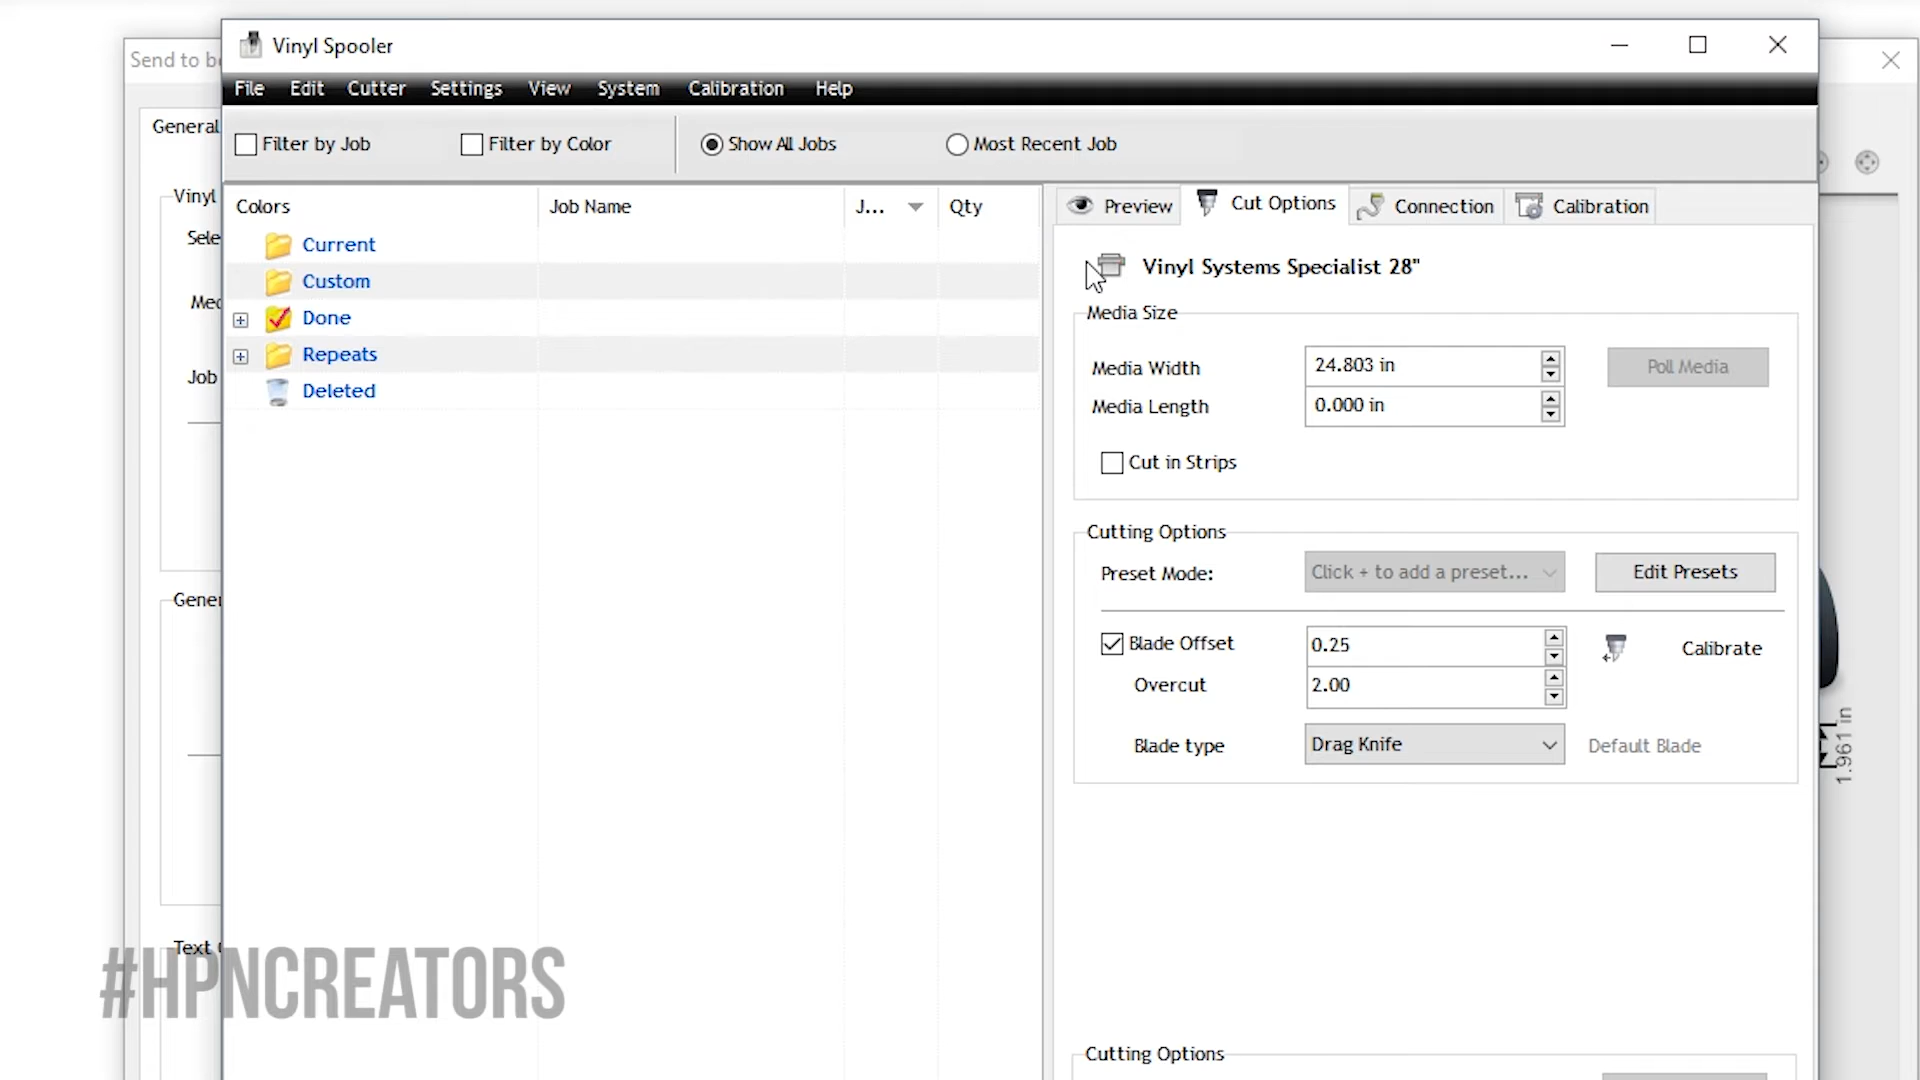 Send to be
Vinyl Spooler
File Edit Cutter Settings View System Calibration Help
General
Filter by Job Filter by Color Show All Jobs Most Recent Job
Vinyl
Sele
Med
Job
Gener
Text
Colors Job Name J... Qty
Current
Custom
Done
Repeats
Deleted
Preview Cut Options Connection Calibration
Vinyl Systems Specialist 28"
Media Size
Media Width 24.803 in Poll Media
Media Length 0.000 in
Cut in Strips
Cutting Options
Preset Mode: Click + to add a preset... Edit Presets
Blade Offset 0.25 Calibrate
Overcut 2.00
Blade type Drag Knife Default Blade
Cutting Options
1.961 in
#HPNCREATORS